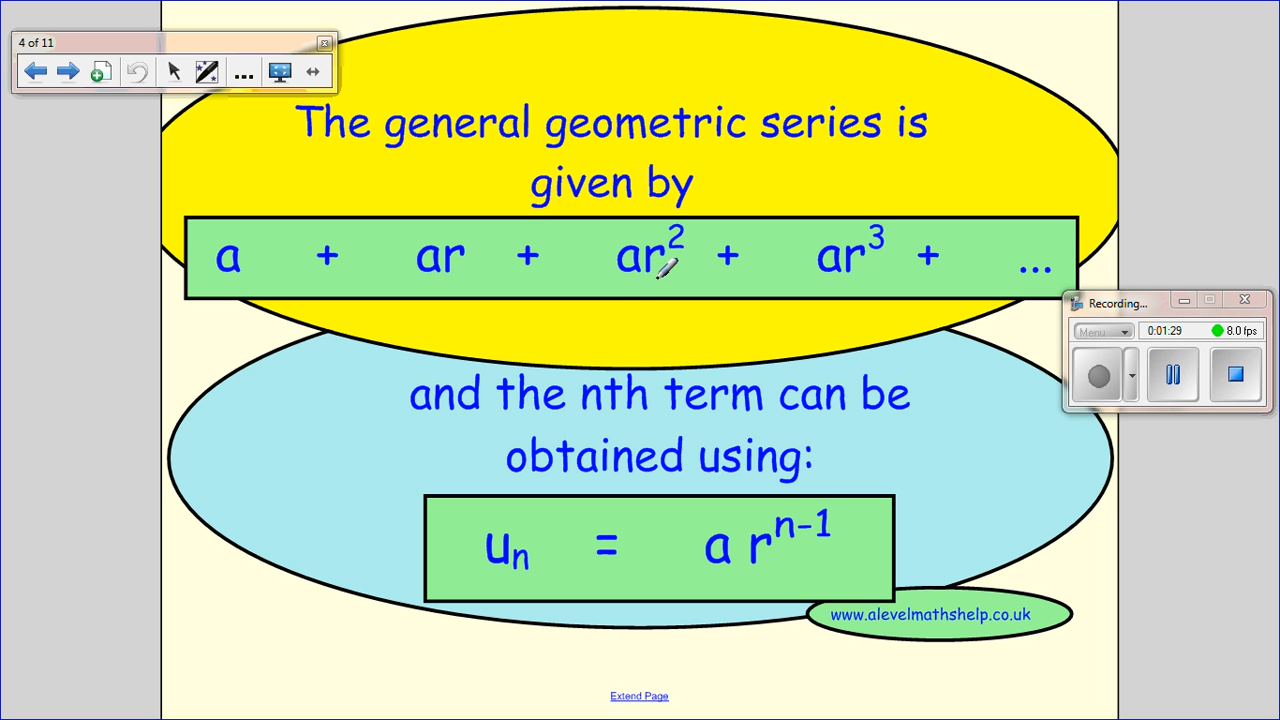 4 of 11
The general geometric series is
given by
a + ar + ar² + ar³ + ...
Recording...
Menu 0:01:29 8.0 fps
and the nth term can be
obtained using:
uₙ = a rⁿ⁻¹
www.alevelmathshelp.co.uk
Extend Page